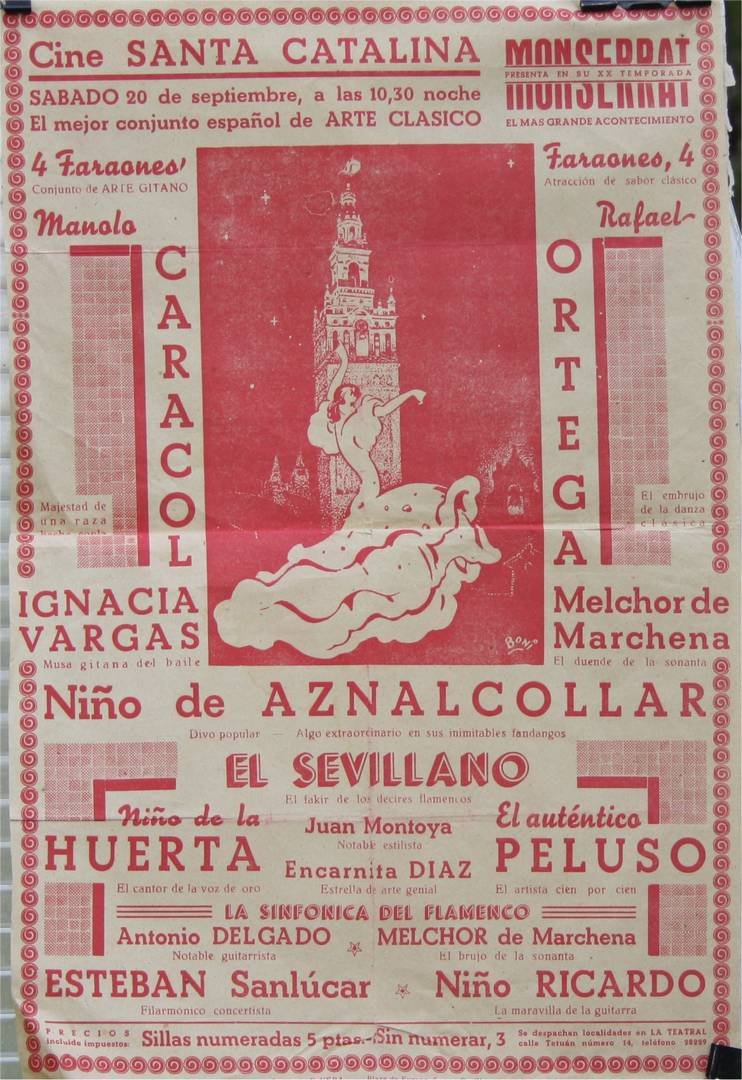 Cine SANTA CATALINA
SABADO 20 de septiembre, a las 10,30 noche
El mejor conjunto español de ARTE CLASICO
MONSERRAT
PRESENTA EN SU XX TEMPORADA
MONSERRAT
EL MAS GRANDE ACONTECIMIENTO
4 Faraones
Conjunto de ARTE GITANO
Manolo
CARACOL
Majestad de
una raza
hecha copla
Faraones, 4
Atracción de sabor clásico
Rafael
ORTEGA
El embrujo
de la danza
clásica
BONI
IGNACIA
VARGAS
Musa gitana del baile
Melchor de
Marchena
El duende de la sonanta
Niño de AZNALCOLLAR
Divo popular — Algo extraordinario en sus inimitables fandangos
EL SEVILLANO
El fakir de los decires flamencos
Niño de la
HUERTA
El cantor de la voz de oro
Juan Montoya
Notable estilista
Encarnita DIAZ
Estrella de arte genial
El auténtico
PELUSO
El artista cien por cien
LA SINFONICA DEL FLAMENCO
Antonio DELGADO
Notable guitarrista
MELCHOR de Marchena
El brujo de la sonanta
ESTEBAN Sanlúcar
Filarmónico concertista
Niño RICARDO
La maravilla de la guitarra
PRECIOS
incluído impuestos:
Sillas numeradas 5 ptas.-Sin numerar, 3
Se despachan localidades en LA TEATRAL
calle Tetuán número 14, teléfono 28229